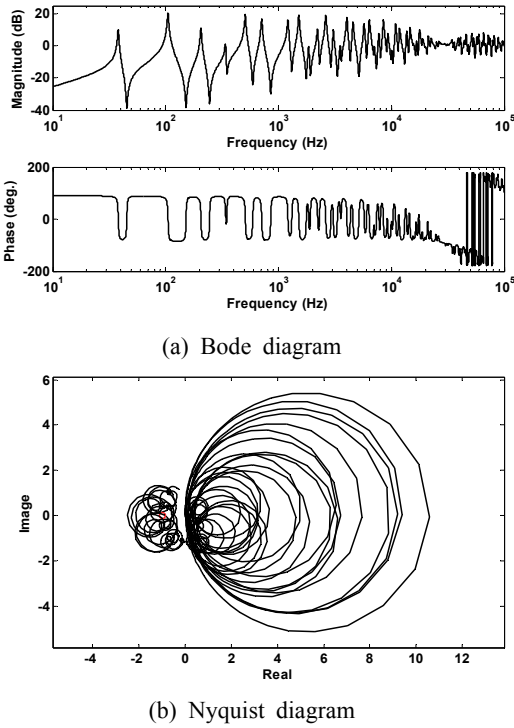 20
0
-20
-40
Magnitude (dB)
10^1
10^2
10^3
10^4
10^5
Frequency (Hz)
200
0
-200
Phase (deg.)
10^1
10^2
10^3
10^4
10^5
Frequency (Hz)
(a) Bode diagram
6
4
2
0
-2
-4
Image
-4 -2 0 2 4 6 8 10 12
Real
(b) Nyquist diagram